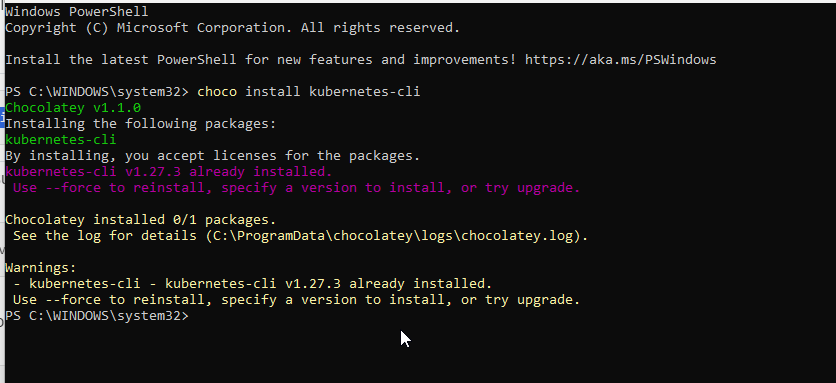 Windows PowerShell
Copyright (C) Microsoft Corporation. All rights reserved.
Install the latest PowerShell for new features and improvements! https://aka.ms/PSWindows
PS C:\WINDOWS\system32> choco install kubernetes-cli
Chocolatey v1.1.0
Installing the following packages:
kubernetes-cli
By installing, you accept licenses for the packages.
kubernetes-cli v1.27.3 already installed.
 Use --force to reinstall, specify a version to install, or try upgrade.
Chocolatey installed 0/1 packages.
 See the log for details (C:\ProgramData\chocolatey\logs\chocolatey.log).
Warnings:
 - kubernetes-cli - kubernetes-cli v1.27.3 already installed.
 Use --force to reinstall, specify a version to install, or try upgrade.
PS C:\WINDOWS\system32>